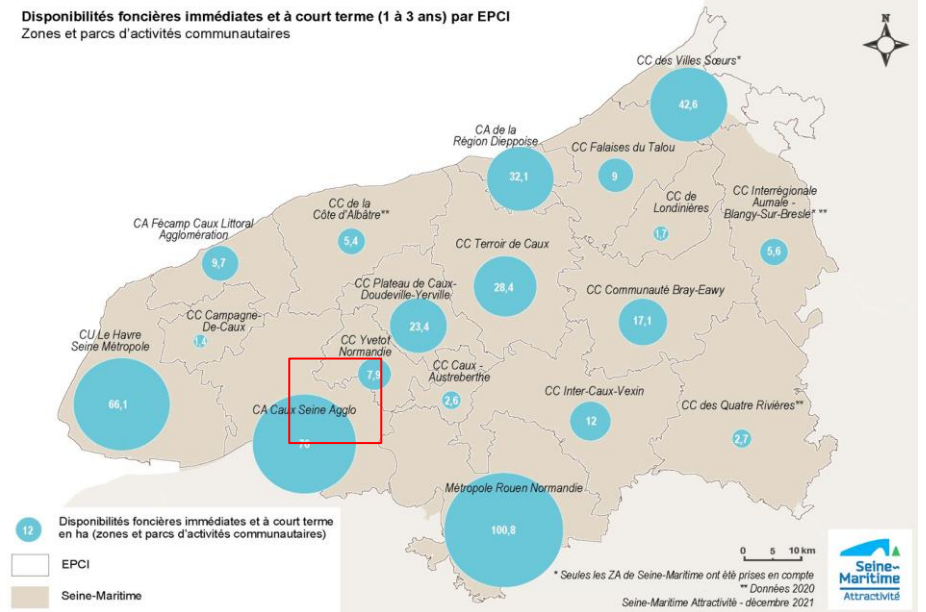 Disponibilités foncières immédiates et à court terme (1 à 3 ans) par EPCI
Zones et parcs d'activités communautaires
N
CC des Villes Sœurs*
42,6
CA de la
Région Dieppoise
32,1
CC Falaises du Talou
9
CC de
Londinières
1,7
CC Interrégionale
Aumale -
Blangy-Sur-Bresle* **
5,6
CC de la
Côte d'Albâtre**
5,4
CA Fécamp Caux Littoral
Agglomération
9,7
CC Terroir de Caux
28,4
CC Plateau de Caux-
Doudeville-Yerville
23,4
CC Communauté Bray-Eawy
17,1
CC Campagne-
De-Caux
1,4
CU Le Havre
Seine Métropole
66,1
CC Yvetot
Normandie
7,9
CC Caux -
Austreberthe
2,6
CA Caux Seine Agglo
76
CC Inter-Caux-Vexin
12
CC des Quatre Rivières**
2,7
Métropole Rouen Normandie
100,8
12
Disponibilités foncières immédiates et à court terme
en ha (zones et parcs d'activités communautaires)
EPCI
Seine-Maritime
0 5 10 km
* Seules les ZA de Seine-Maritime ont été prises en compte
** Données 2020
Seine-Maritime Attractivité - décembre 2021
Seine-
Maritime
Attractivité